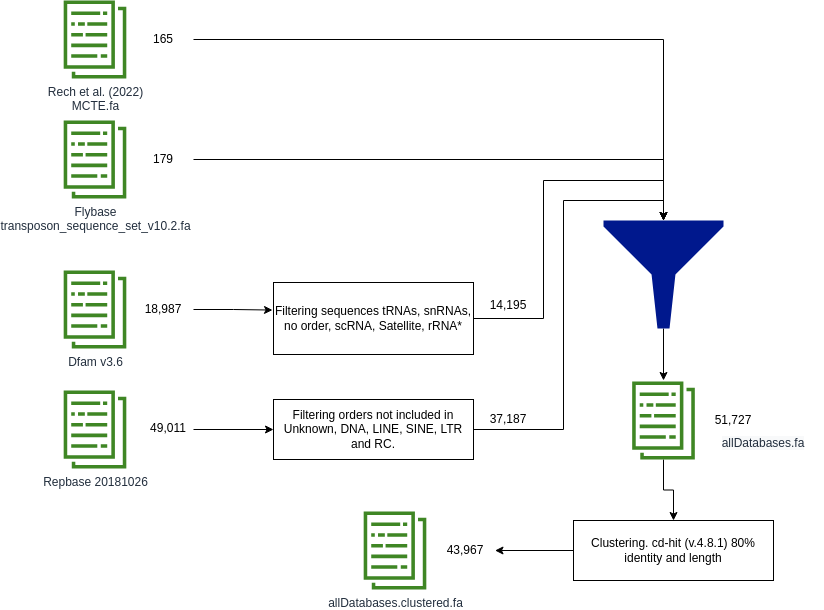 165
Rech et al. (2022)
MCTE.fa
179
Flybase
transposon_sequence_set_v10.2.fa
18,987
Dfam v3.6
Filtering sequences tRNAs, snRNAs,
no order, scRNA, Satellite, rRNA*
14,195
49,011
Repbase 20181026
Filtering orders not included in
Unknown, DNA, LINE, SINE, LTR
and RC.
37,187
51,727
allDatabases.fa
Clustering. cd-hit (v.4.8.1) 80%
identity and length
43,967
allDatabases.clustered.fa